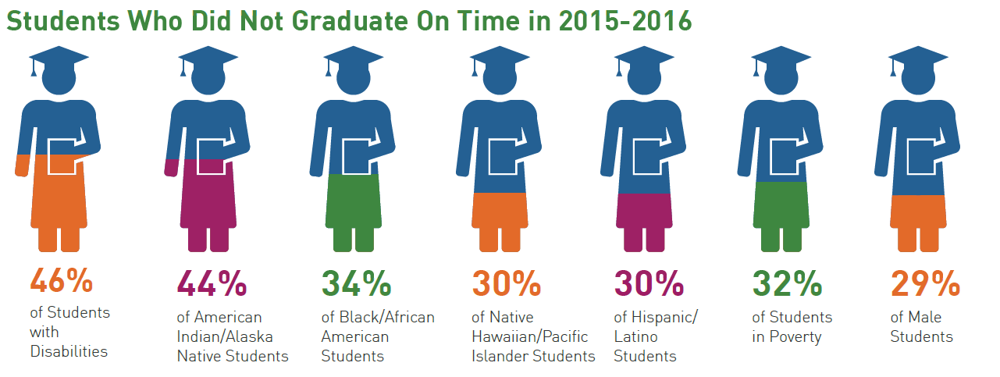 Students Who Did Not Graduate On Time in 2015-2016
46%
of Students
with
Disabilities
44%
of American
Indian/Alaska
Native Students
34%
of Black/African
American
Students
30%
of Native
Hawaiian/Pacific
Islander Students
30%
of Hispanic/
Latino
Students
32%
of Students
in Poverty
29%
of Male
Students